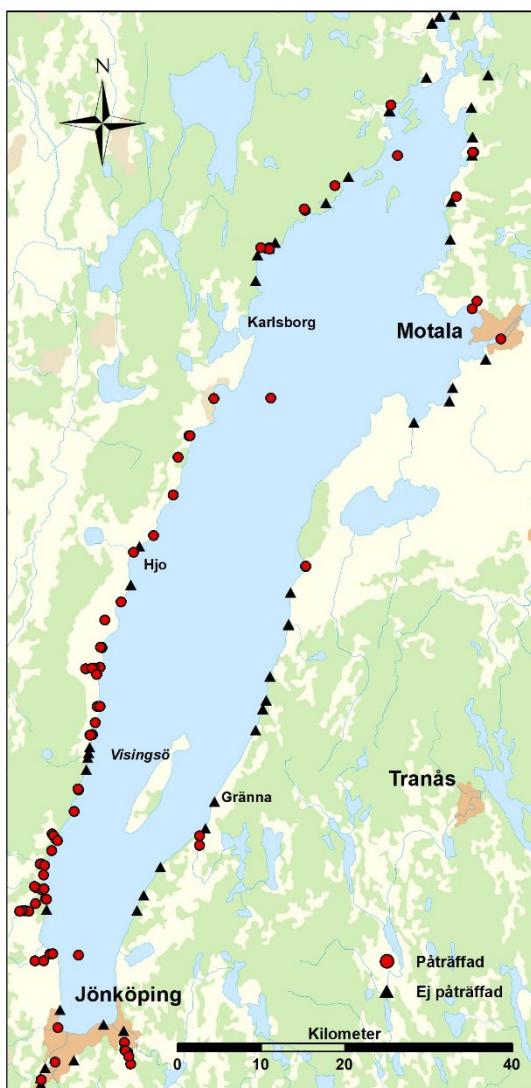 N
Karlsborg
Motala
Hjo
Visingsö
Tranås
Gränna
Påträffad
Jönköping
Ej påträffad
Kilometer
0 10 20 40